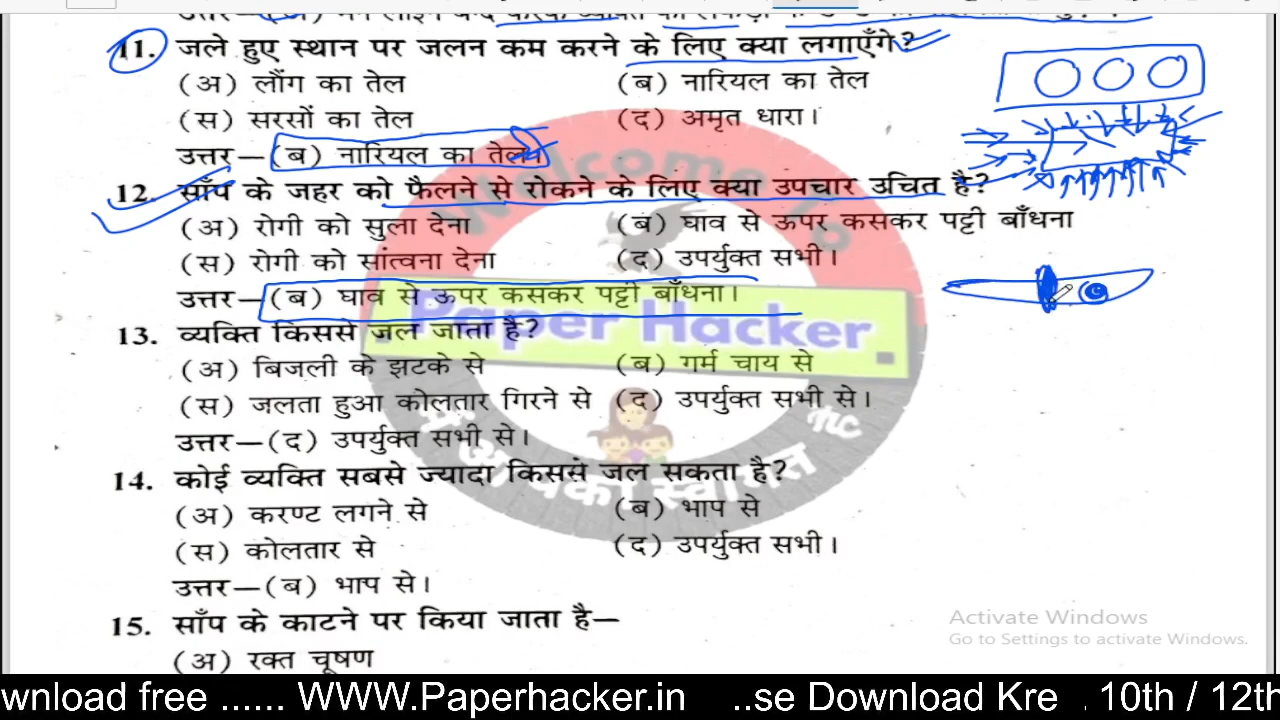 11. जले हुए स्थान पर जलन कम करने के लिए क्या लगाएँगे?
(अ) लौंग का तेल (ब) नारियल का तेल
(स) सरसों का तेल (द) अमृत धारा।
उत्तर—(ब) नारियल का तेल।
12. साँप के जहर को फैलने से रोकने के लिए क्या उपचार उचित है?
(अ) रोगी को सुला देना (ब) घाव से ऊपर कसकर पट्टी बाँधना
(स) रोगी को सांत्वना देना (द) उपर्युक्त सभी।
उत्तर—(ब) घाव से ऊपर कसकर पट्टी बाँधना।
13. व्यक्ति किससे जल जाता है?
(अ) बिजली के झटके से (ब) गर्म चाय से
(स) जलता हुआ कोलतार गिरने से (द) उपर्युक्त सभी से।
उत्तर—(द) उपर्युक्त सभी से।
14. कोई व्यक्ति सबसे ज्यादा किससे जल सकता है?
(अ) करण्ट लगने से (ब) भाप से
(स) कोलतार से (द) उपर्युक्त सभी।
उत्तर—(ब) भाप से।
15. साँप के काटने पर किया जाता है—
(अ) रक्त चूषण
Welcome To
Paper Hacker
में आपका स्वागत
Activate Windows
Go to Settings to activate Windows.
wnload free ...... WWW.Paperhacker.in ..se Download Kre . 10th / 12th